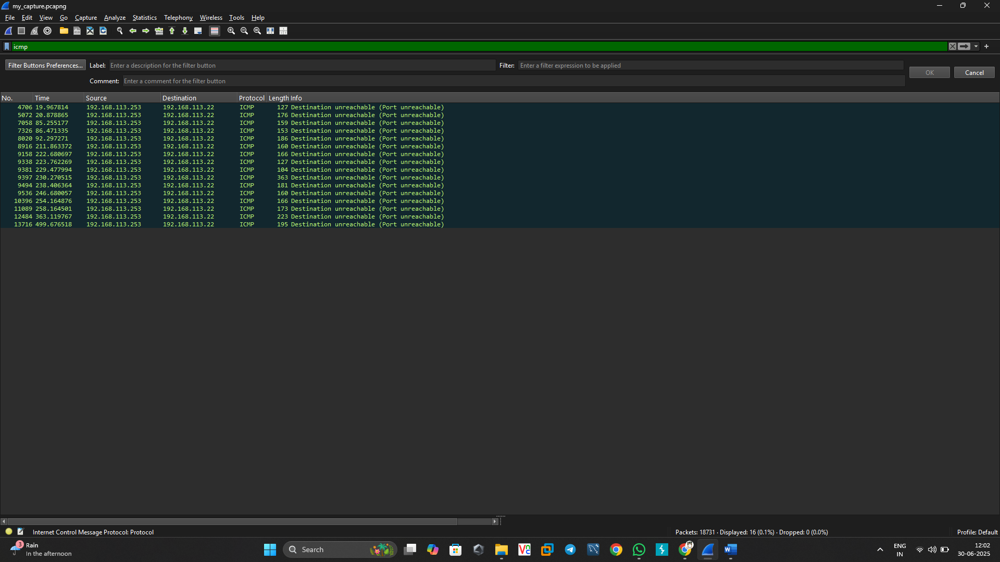 my_capture.pcapng
File Edit View Go Capture Analyze Statistics Telephony Wireless Tools Help
icmp
Filter Buttons Preferences... Label: Enter a description for the filter button Filter: Enter a filter expression to be applied
OK Cancel
Comment: Enter a comment for the filter button
No. Time Source Destination Protocol Length Info
4706 19.967814 192.168.113.253 192.168.113.22 ICMP 127 Destination unreachable (Port unreachable)
5072 20.878865 192.168.113.253 192.168.113.22 ICMP 176 Destination unreachable (Port unreachable)
7058 85.255177 192.168.113.253 192.168.113.22 ICMP 159 Destination unreachable (Port unreachable)
7326 86.471335 192.168.113.253 192.168.113.22 ICMP 153 Destination unreachable (Port unreachable)
8020 92.297271 192.168.113.253 192.168.113.22 ICMP 186 Destination unreachable (Port unreachable)
8916 211.863372 192.168.113.253 192.168.113.22 ICMP 160 Destination unreachable (Port unreachable)
9158 222.680697 192.168.113.253 192.168.113.22 ICMP 166 Destination unreachable (Port unreachable)
9338 223.762269 192.168.113.253 192.168.113.22 ICMP 127 Destination unreachable (Port unreachable)
9381 229.477994 192.168.113.253 192.168.113.22 ICMP 104 Destination unreachable (Port unreachable)
9397 230.270515 192.168.113.253 192.168.113.22 ICMP 363 Destination unreachable (Port unreachable)
9494 238.406364 192.168.113.253 192.168.113.22 ICMP 181 Destination unreachable (Port unreachable)
9536 246.680057 192.168.113.253 192.168.113.22 ICMP 160 Destination unreachable (Port unreachable)
10396 254.164876 192.168.113.253 192.168.113.22 ICMP 166 Destination unreachable (Port unreachable)
11089 258.164501 192.168.113.253 192.168.113.22 ICMP 173 Destination unreachable (Port unreachable)
12484 363.119767 192.168.113.253 192.168.113.22 ICMP 223 Destination unreachable (Port unreachable)
13716 499.676518 192.168.113.253 192.168.113.22 ICMP 195 Destination unreachable (Port unreachable)
Internet Control Message Protocol: Protocol Packets: 18731 · Displayed: 16 (0.1%) · Dropped: 0 (0.0%) Profile: Default
3 Rain
In the afternoon
Search
ENG
IN
12:02
30-06-2025